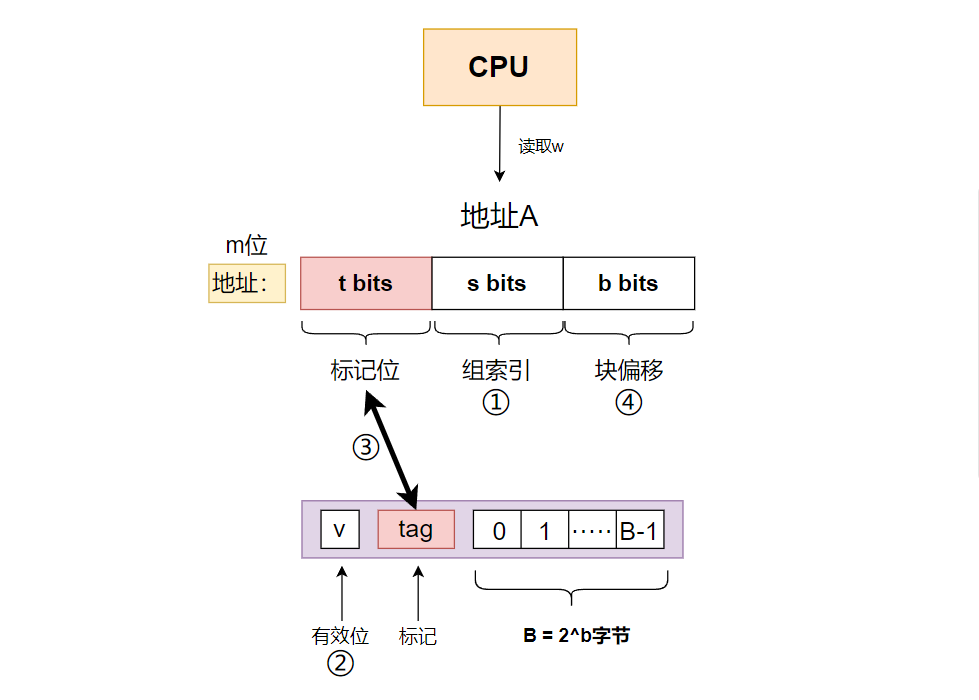 CPU
读取w
地址A
m位
地址: t bits s bits b bits
标记位 组索引 块偏移
① ④
③
v tag 0 1 ····· B-1
有效位 标记 B = 2^b字节
②